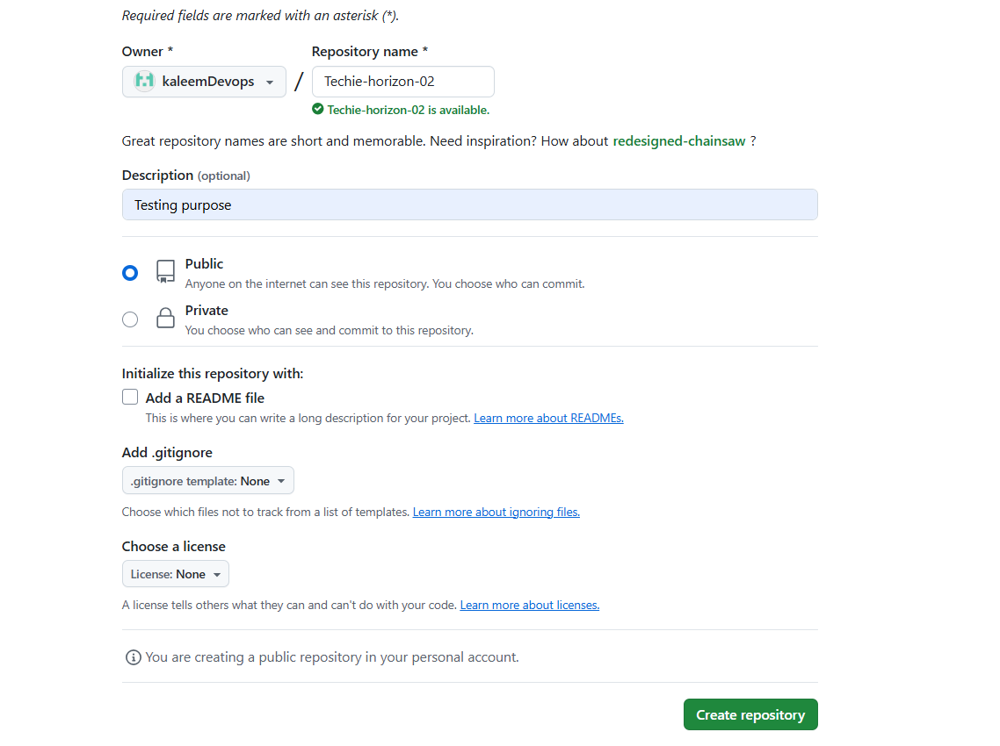 Required fields are marked with an asterisk (*).
Owner * Repository name *
kaleemDevops / Techie-horizon-02
Techie-horizon-02 is available.
Great repository names are short and memorable. Need inspiration? How about redesigned-chainsaw ?
Description (optional)
Testing purpose
Public
Anyone on the internet can see this repository. You choose who can commit.
Private
You choose who can see and commit to this repository.
Initialize this repository with:
Add a README file
This is where you can write a long description for your project. Learn more about READMEs.
Add .gitignore
.gitignore template: None
Choose which files not to track from a list of templates. Learn more about ignoring files.
Choose a license
License: None
A license tells others what they can and can't do with your code. Learn more about licenses.
You are creating a public repository in your personal account.
Create repository